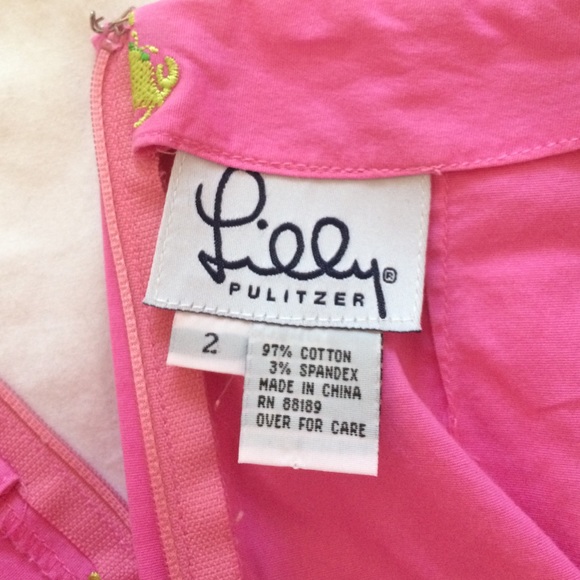 Lilly®
PULITZER
2
97% COTTON
3% SPANDEX
MADE IN CHINA
RN 88189
OVER FOR CARE